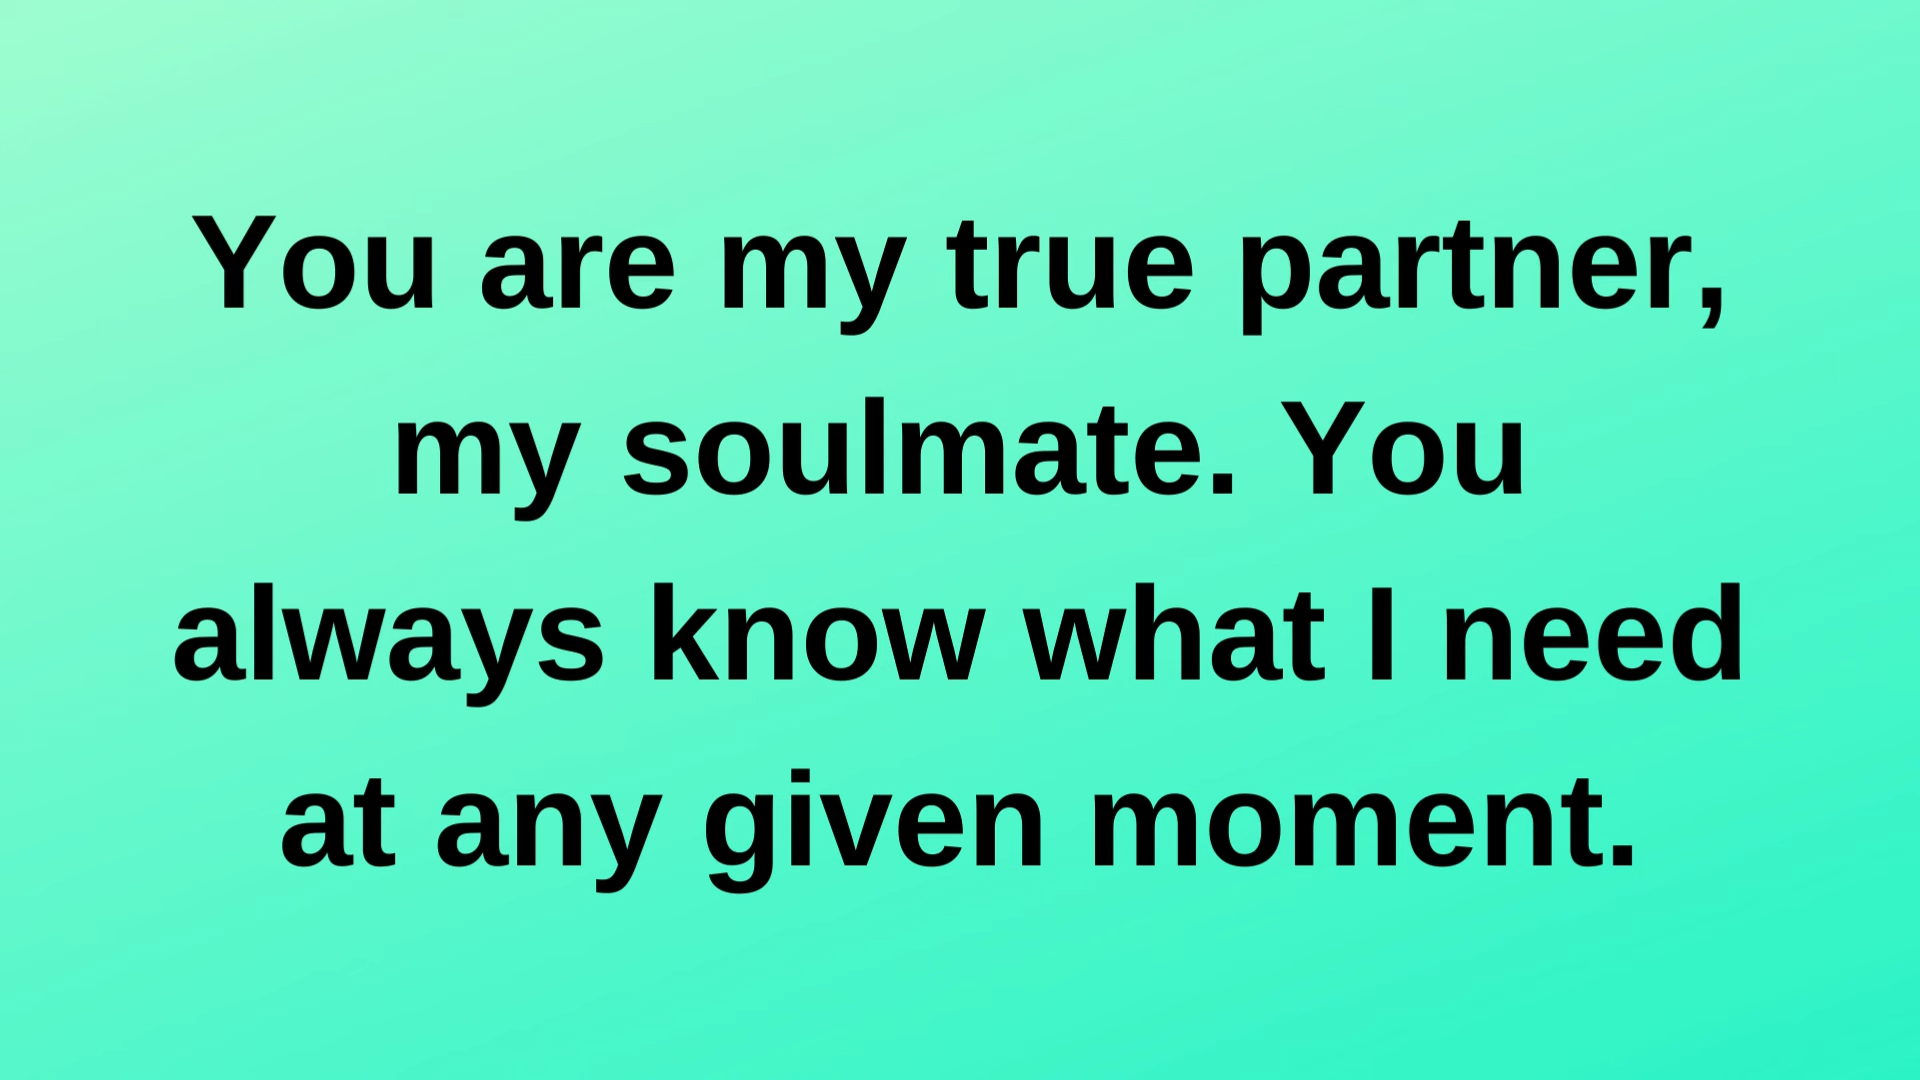 You are my true partner,
my soulmate. You
always know what I need
at any given moment.